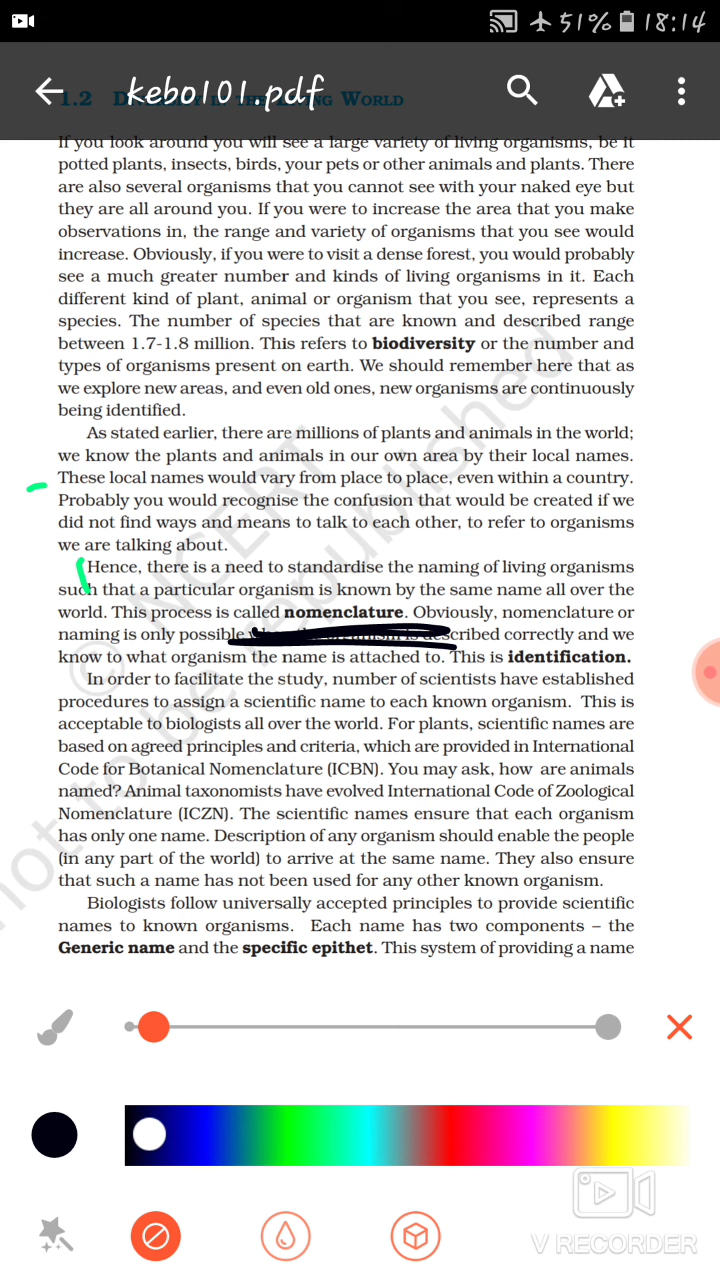 51% 18:14
kebo101.pdf
1.2 DIVERSITY IN THE LIVING WORLD
If you look around you will see a large variety of living organisms, be it
potted plants, insects, birds, your pets or other animals and plants. There
are also several organisms that you cannot see with your naked eye but
they are all around you. If you were to increase the area that you make
observations in, the range and variety of organisms that you see would
increase. Obviously, if you were to visit a dense forest, you would probably
see a much greater number and kinds of living organisms in it. Each
different kind of plant, animal or organism that you see, represents a
species. The number of species that are known and described range
between 1.7-1.8 million. This refers to biodiversity or the number and
types of organisms present on earth. We should remember here that as
we explore new areas, and even old ones, new organisms are continuously
being identified.
As stated earlier, there are millions of plants and animals in the world;
we know the plants and animals in our own area by their local names.
These local names would vary from place to place, even within a country.
Probably you would recognise the confusion that would be created if we
did not find ways and means to talk to each other, to refer to organisms
we are talking about.
Hence, there is a need to standardise the naming of living organisms
such that a particular organism is known by the same name all over the
world. This process is called nomenclature. Obviously, nomenclature or
naming is only possible when the organism is described correctly and we
know to what organism the name is attached to. This is identification.
In order to facilitate the study, number of scientists have established
procedures to assign a scientific name to each known organism. This is
acceptable to biologists all over the world. For plants, scientific names are
based on agreed principles and criteria, which are provided in International
Code for Botanical Nomenclature (ICBN). You may ask, how are animals
named? Animal taxonomists have evolved International Code of Zoological
Nomenclature (ICZN). The scientific names ensure that each organism
has only one name. Description of any organism should enable the people
(in any part of the world) to arrive at the same name. They also ensure
that such a name has not been used for any other known organism.
Biologists follow universally accepted principles to provide scientific
names to known organisms. Each name has two components – the
Generic name and the specific epithet. This system of providing a name
© NCERT
not to be republished
V RECORDER